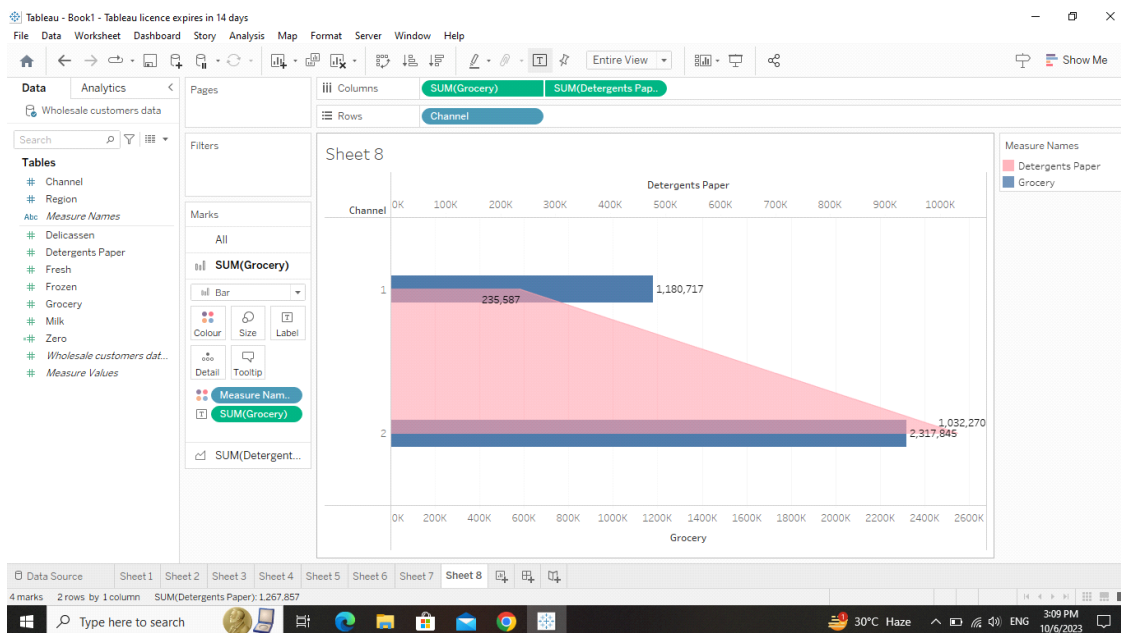 Tableau - Book1 - Tableau licence expires in 14 days
File Data Worksheet Dashboard Story Analysis Map Format Server Window Help
Entire View
Show Me
Data Analytics
Wholesale customers data
Search
Tables
# Channel
# Region
Abc Measure Names
# Delicassen
# Detergents Paper
# Fresh
# Frozen
# Grocery
# Milk
=# Zero
# Wholesale customers dat...
# Measure Values
Pages
Filters
Marks
All
SUM(Grocery)
Bar
Colour Size Label
Detail Tooltip
Measure Nam..
SUM(Grocery)
SUM(Detergent...
Columns SUM(Grocery) SUM(Detergents Pap..
Rows Channel
Sheet 8
Detergents Paper
Channel 0K 100K 200K 300K 400K 500K 600K 700K 800K 900K 1000K
1 235,587 1,180,717
1,032,270
2 2,317,845
0K 200K 400K 600K 800K 1000K 1200K 1400K 1600K 1800K 2000K 2200K 2400K 2600K
Grocery
Measure Names
Detergents Paper
Grocery
Data Source Sheet 1 Sheet 2 Sheet 3 Sheet 4 Sheet 5 Sheet 6 Sheet 7 Sheet 8
4 marks 2 rows by 1 column SUM(Detergents Paper): 1,267,857
Type here to search
30°C Haze
ENG
3:09 PM
10/6/2023